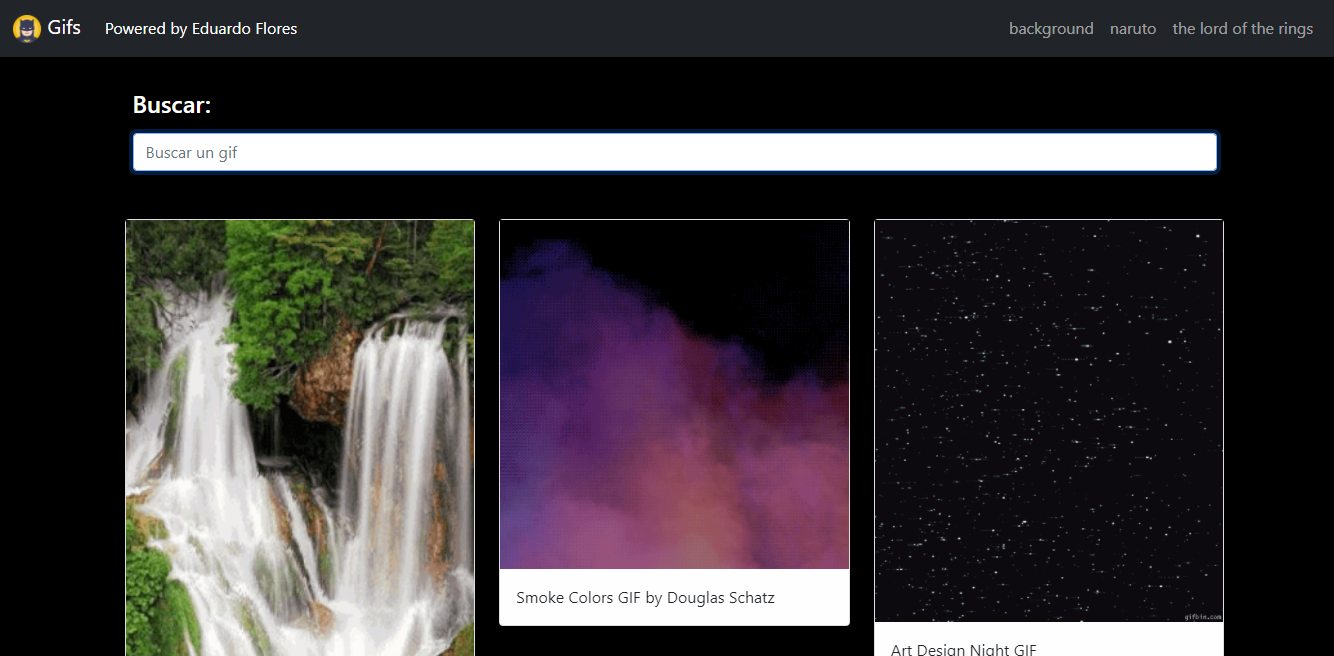 Gifs Powered by Eduardo Flores background naruto the lord of the rings
Buscar:
Buscar un gif
gifbin.com
Smoke Colors GIF by Douglas Schatz
Art Design Night GIF